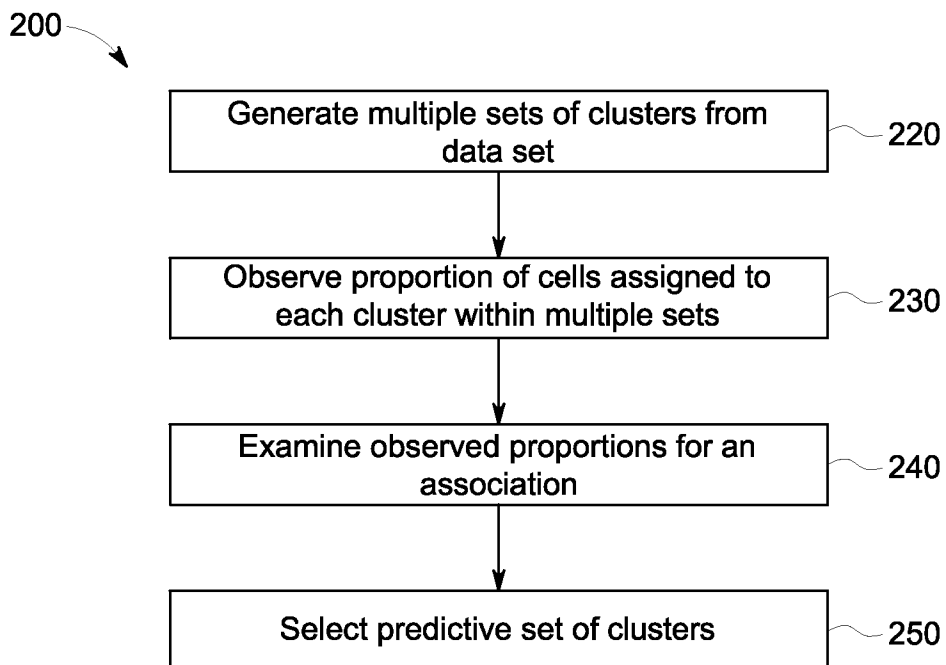 200
Generate multiple sets of clusters from
data set
220
Observe proportion of cells assigned to
each cluster within multiple sets
230
Examine observed proportions for an
association
240
Select predictive set of clusters
250